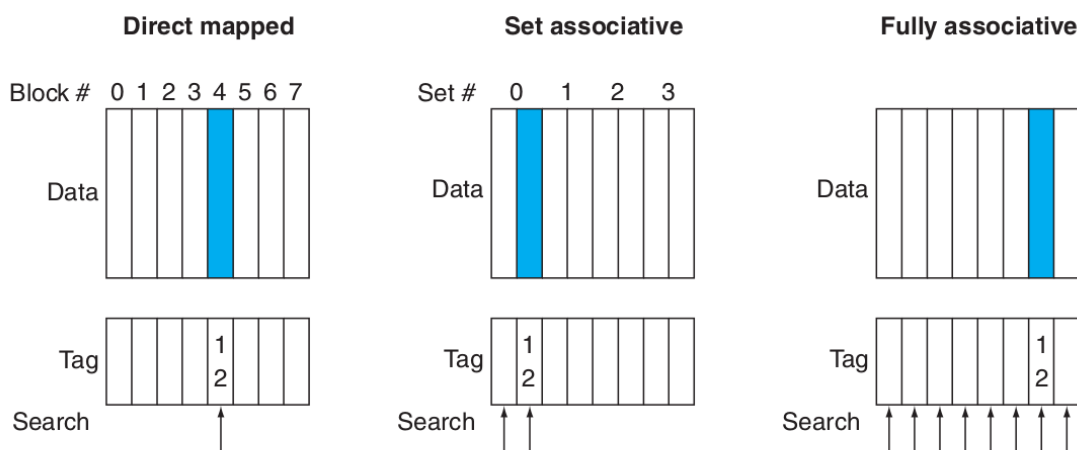 Direct mapped
Block # 0 1 2 3 4 5 6 7
Data
Tag
1
2
Search
Set associative
Set # 0 1 2 3
Data
Tag
1
2
Search
Fully associative
Data
Tag
1
2
Search